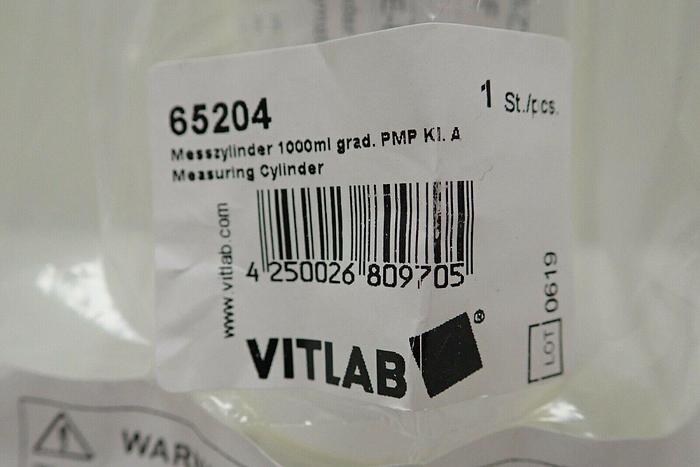 65204
1 St./pcs.
Messzylinder 1000ml grad. PMP Kl. A
Measuring Cylinder
www.vitlab.com
4 250026 809705
LOT 0619
VITLAB ®